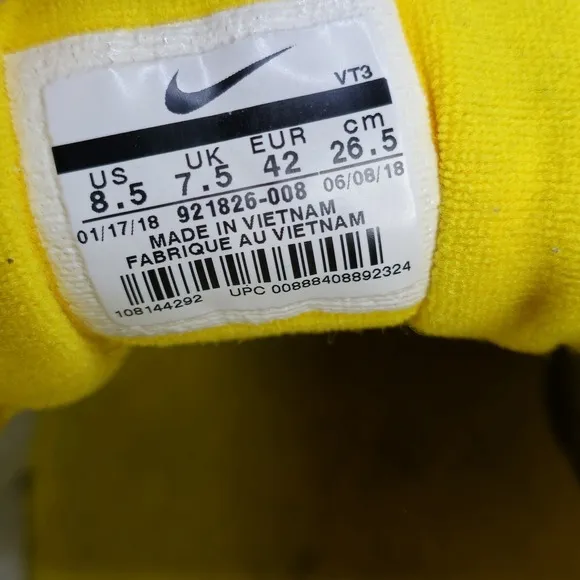 VT3
US UK EUR cm
8.5 7.5 42 26.5
01/17/18 921826-008 06/08/18
MADE IN VIETNAM
FABRIQUE AU VIETNAM
108144292 UPC 00888408892324